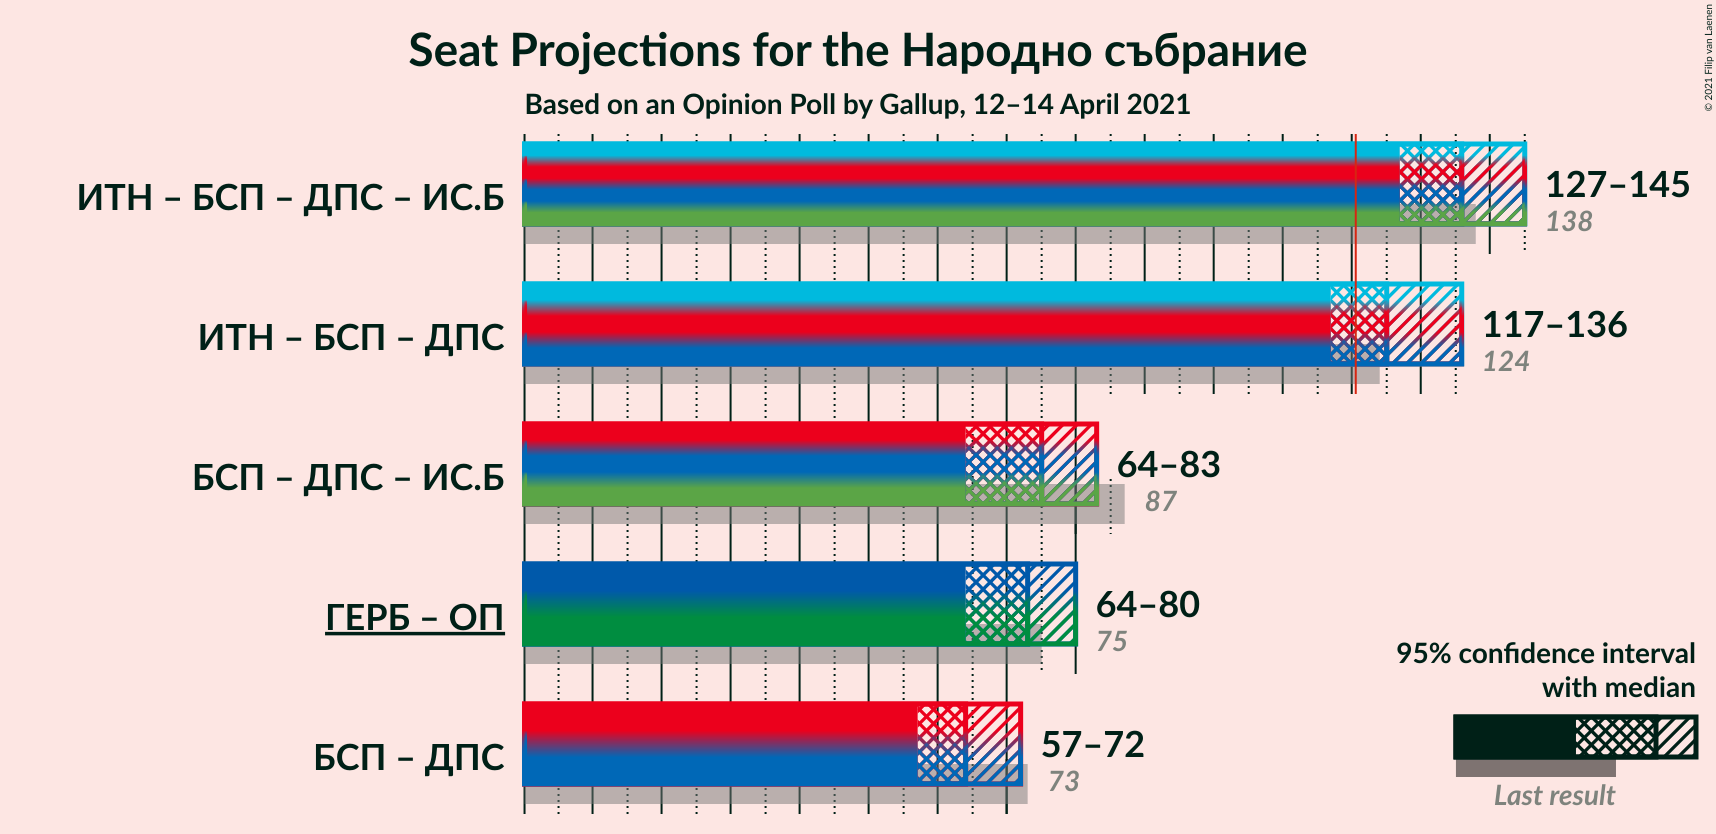 Seat Projections for the Народно събрание
Based on an Opinion Poll by Gallup, 12–14 April 2021
© 2021 Filip van Laenen
ИТН – БСП – ДПС – ИС.Б
127–145
138
ИТН – БСП – ДПС
117–136
124
БСП – ДПС – ИС.Б
64–83
87
ГЕРБ – ОП
64–80
75
БСП – ДПС
57–72
73
95% confidence interval
with median
Last result